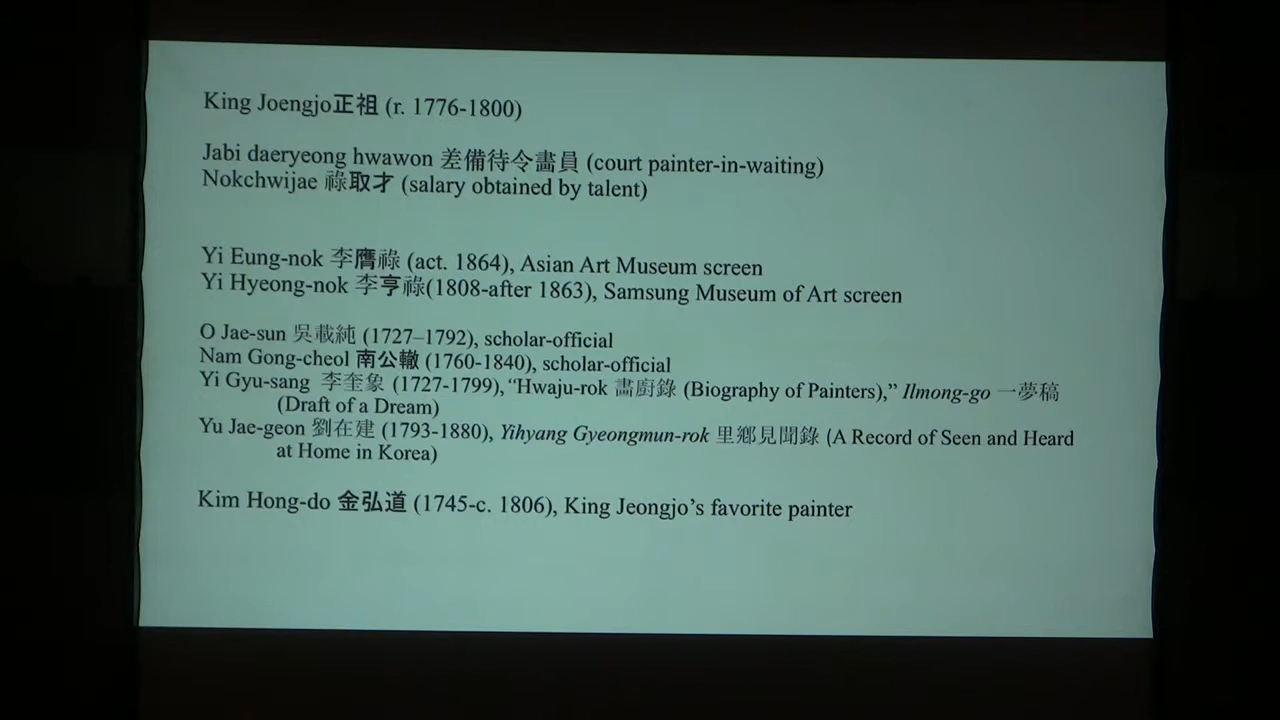 King Joengjo正祖 (r. 1776-1800)
Jabi daeryeong hwawon 差備待令畵員 (court painter-in-waiting)
Nokchwijae 祿取才 (salary obtained by talent)
Yi Eung-nok 李膺祿 (act. 1864), Asian Art Museum screen
Yi Hyeong-nok 李亨祿(1808-after 1863), Samsung Museum of Art screen
O Jae-sun 吳載純 (1727–1792), scholar-official
Nam Gong-cheol 南公轍 (1760-1840), scholar-official
Yi Gyu-sang 李奎象 (1727-1799), “Hwaju-rok 畵廚錄 (Biography of Painters),” Ilmong-go 一夢稿
(Draft of a Dream)
Yu Jae-geon 劉在建 (1793-1880), Yihyang Gyeongmun-rok 里鄕見聞錄 (A Record of Seen and Heard
at Home in Korea)
Kim Hong-do 金弘道 (1745-c. 1806), King Jeongjo’s favorite painter